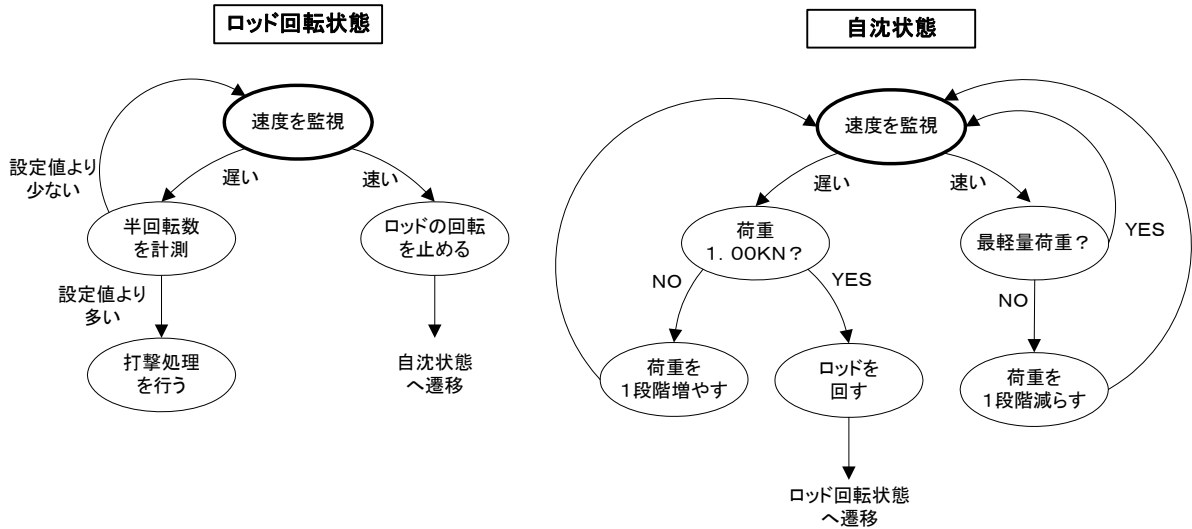 ロッド回転状態
速度を監視
設定値より
少ない
遅い
速い
半回転数
を計測
ロッドの回転
を止める
設定値より
多い
打撃処理
を行う
自沈状態
へ遷移
自沈状態
速度を監視
遅い
速い
荷重
1．00KN？
最軽量荷重？
YES
NO
YES
NO
荷重を
1段階増やす
ロッドを
回す
荷重を
1段階減らす
ロッド回転状態
へ遷移